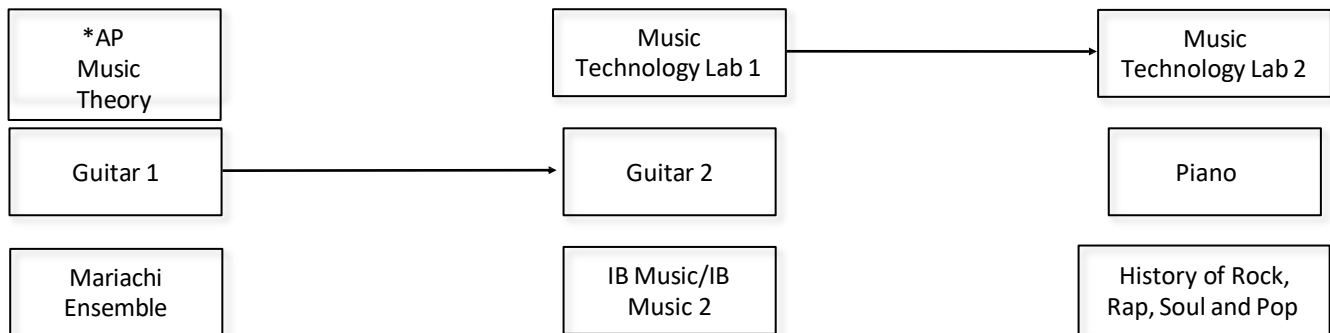 *AP
Music
Theory
Music
Technology Lab 1
Music
Technology Lab 2
Guitar 1
Guitar 2
Piano
Mariachi
Ensemble
IB Music/IB
Music 2
History of Rock,
Rap, Soul and Pop